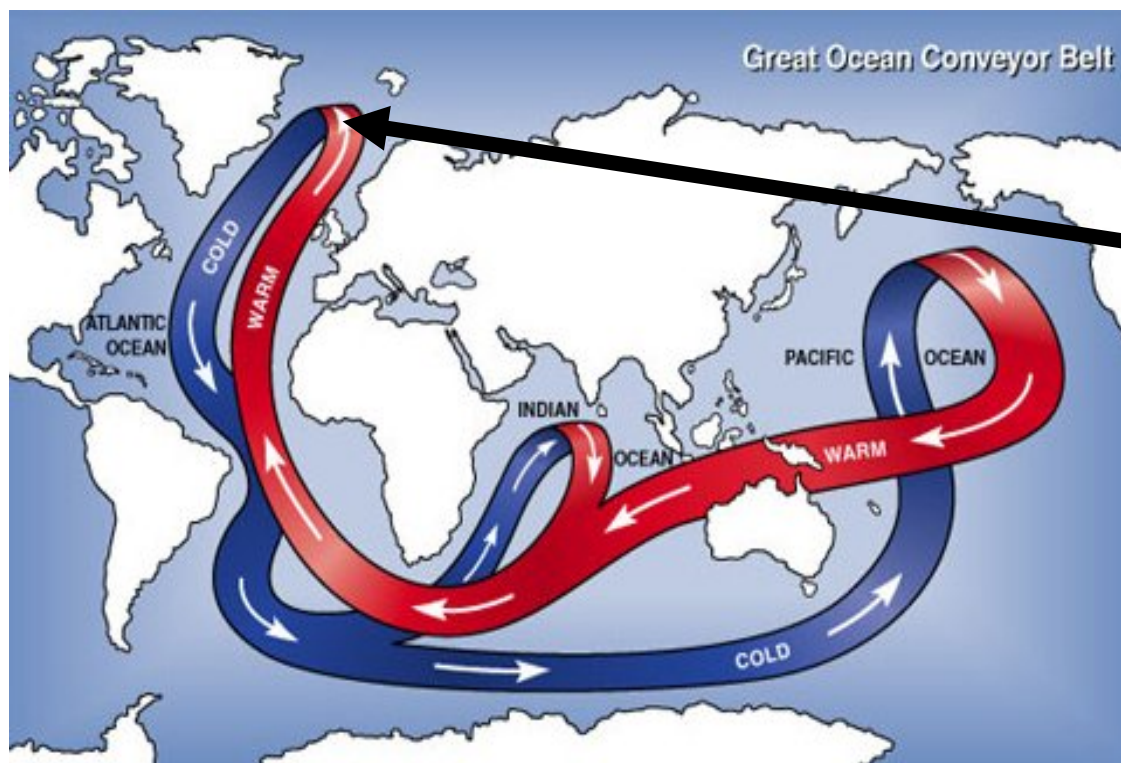 Great Ocean Conveyor Belt
COLD
WARM
ATLANTIC
OCEAN
PACIFIC OCEAN
INDIAN
OCEAN
WARM
COLD